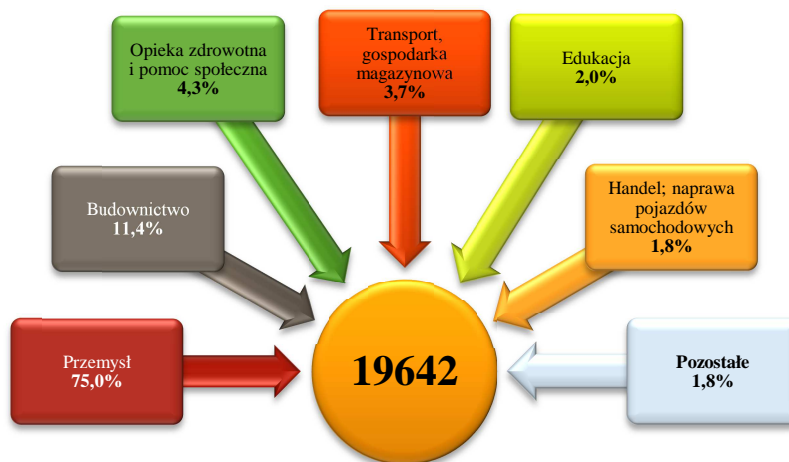 Opieka zdrowotna
i pomoc społeczna
4,3%
Transport,
gospodarka
magazynowa
3,7%
Edukacja
2,0%
Budownictwo
11,4%
Handel; naprawa
pojazdów
samochodowych
1,8%
Przemysł
75,0%
19642
Pozostałe
1,8%